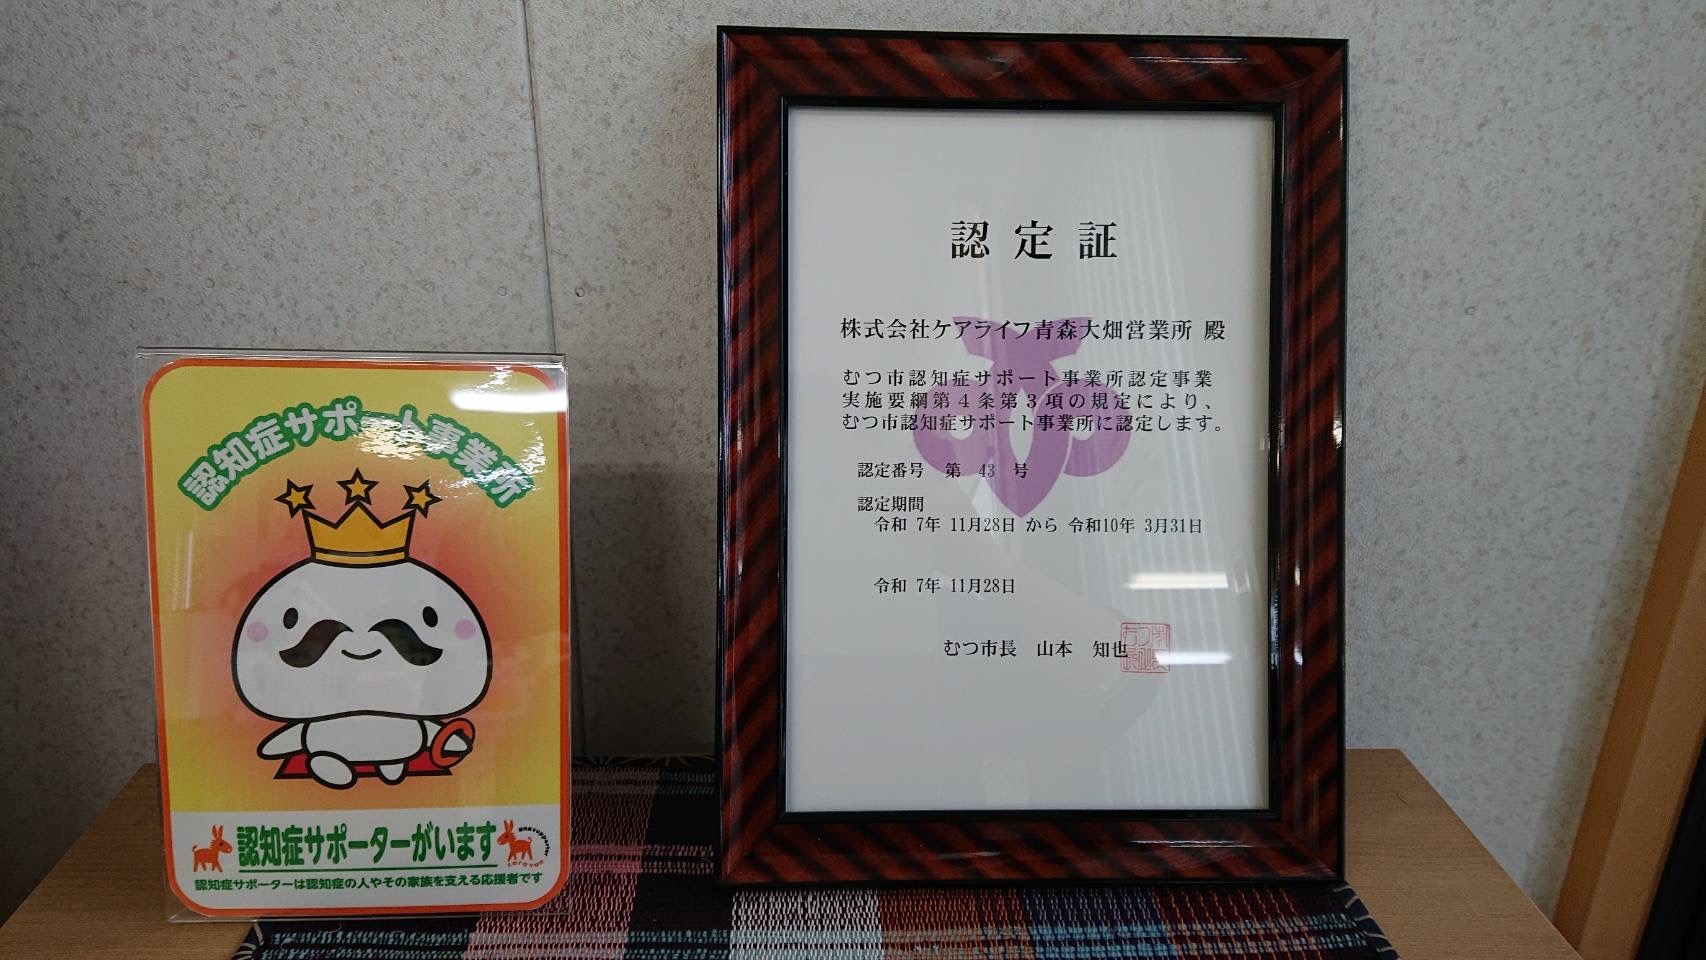 認知症サポーター事業所
認知症サポーターがいます
認知症サポーターは認知症の人やその家族を支える応援者です
認定証
株式会社ケアライフ青森大畑営業所 殿
むつ市認知症サポート事業所認定事業
実施要綱第4条第3項の規定により、
むつ市認知症サポート事業所に認定します。
認定番号 第 43 号
認定期間
令和 7年 11月28日 から 令和10年 3月31日
令和 7年 11月28日
むつ市長 山本 知也